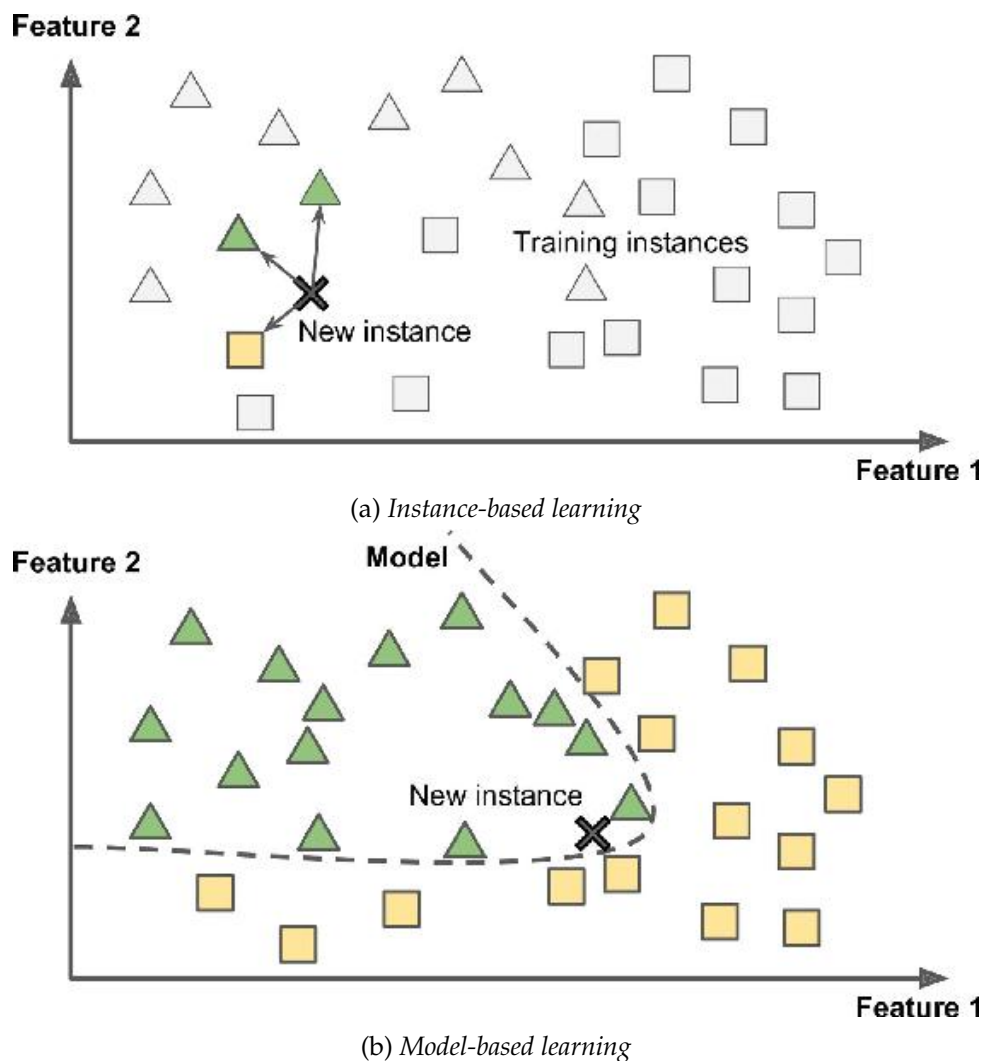 Feature 2
Training instances
New instance
Feature 1
(a) Instance-based learning
Feature 2
Model
New instance
Feature 1
(b) Model-based learning